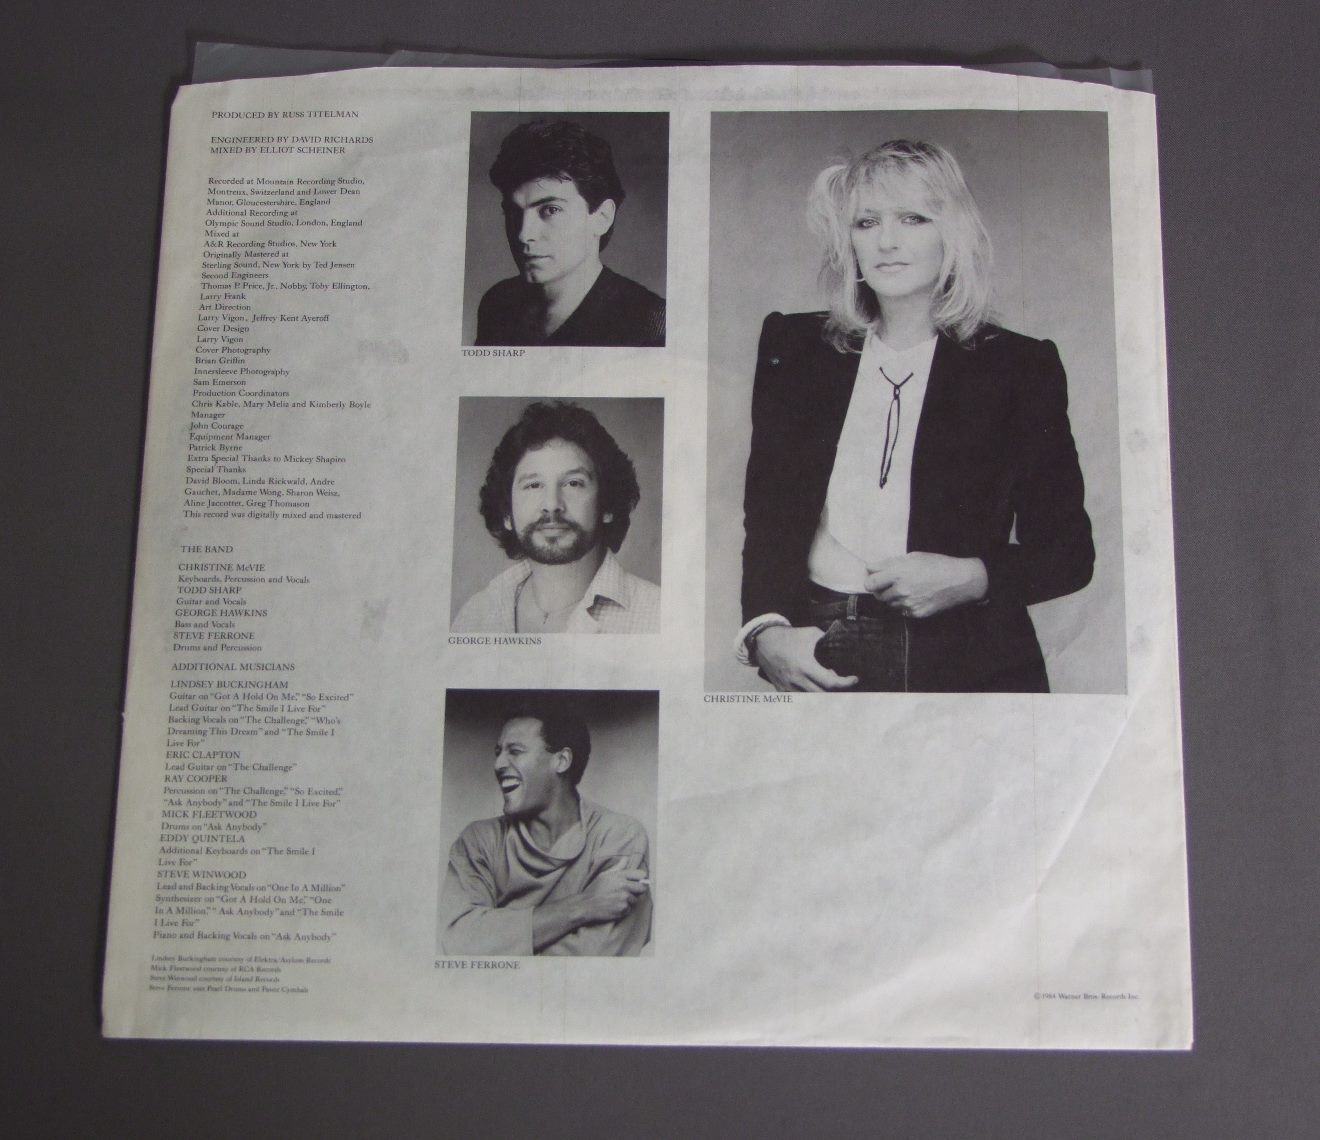 PRODUCED BY RUSS TITELMAN
ENGINEERED BY DAVID RICHARDS
MIXED BY ELLIOT SCHEINER
Recorded at Mountain Recording Studio,
Montreux, Switzerland and Lower Dean
Manor, Gloucestershire, England
Additional Recording at
Olympic Sound Studio, London, England
Mixed at
A&R Recording Studios, New York
Originally Mastered at
Sterling Sound, New York by Ted Jensen
Second Engineers
Thomas P. Price, Jr., Nobby, Toby Ellington,
Larry Frank
Art Direction
Larry Vigon, Jeffrey Kent Ayeroff
Cover Design
Larry Vigon
Cover Photography
Brian Griffin
Innersleeve Photography
Sam Emerson
Production Coordinators
Chris Kable, Mary Melia and Kimberly Boyle
Manager
John Courage
Equipment Manager
Patrick Byrne
Extra Special Thanks to Mickey Shapiro
Special Thanks
David Bloom, Linda Rickwald, Andre
Gauchet, Madame Wong, Sharon Weisz,
Aline Jaccottet, Greg Thomason
This record was digitally mixed and mastered
THE BAND
CHRISTINE McVIE
Keyboards, Percussion and Vocals
TODD SHARP
Guitar and Vocals
GEORGE HAWKINS
Bass and Vocals
STEVE FERRONE
Drums and Percussion
ADDITIONAL MUSICIANS
LINDSEY BUCKINGHAM
Guitar on "Got A Hold On Me," "So Excited"
Lead Guitar on "The Smile I Live For"
Backing Vocals on "The Challenge," "Who's
Dreaming This Dream" and "The Smile I
Live For"
ERIC CLAPTON
Lead Guitar on "The Challenge"
RAY COOPER
Percussion on "The Challenge," "So Excited,"
"Ask Anybody" and "The Smile I Live For"
MICK FLEETWOOD
Drums on "Ask Anybody"
EDDY QUINTELA
Additional Keyboards on "The Smile I
Live For"
STEVE WINWOOD
Lead and Backing Vocals on "One In A Million"
Synthesizer on "Got A Hold On Me," "One
In A Million," "Ask Anybody" and "The Smile
I Live For"
Piano and Backing Vocals on "Ask Anybody"
Lindsey Buckingham courtesy of Elektra/Asylum Records
Mick Fleetwood courtesy of RCA Records
Steve Winwood courtesy of Island Records
Steve Ferrone uses Pearl Drums and Paiste Cymbals
TODD SHARP
GEORGE HAWKINS
STEVE FERRONE
CHRISTINE McVIE
©1984 Warner Bros. Records Inc.